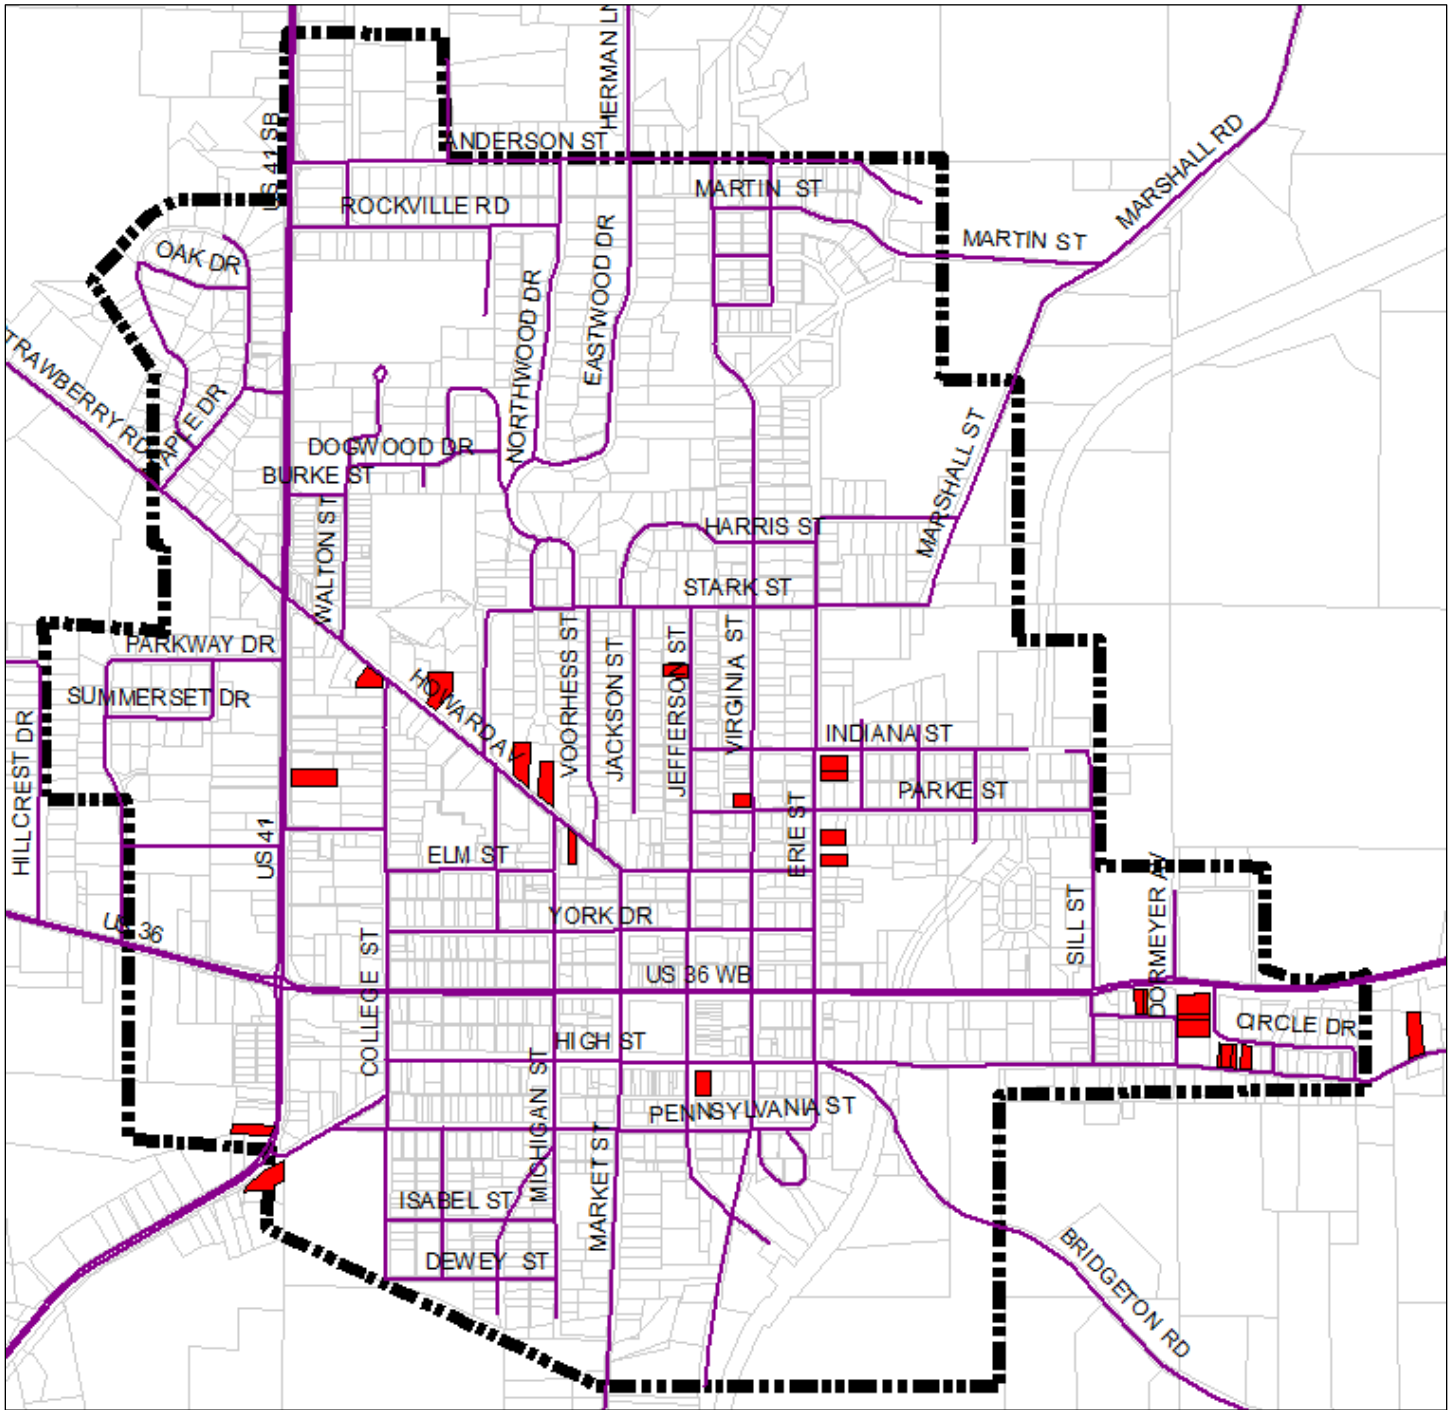 HERMAN LN
US 41 SB
ANDERSON ST
MARSHALL RD
MARTIN ST
ROCKVILLE RD
MARTIN ST
OAK DR
NORTHWOOD DR
EASTWOOD DR
TRAWBERRY RD
APLE DR
DOGWOOD DR
BURKE ST
MARSHALL ST
WALTON ST
HARRIS ST
STARK ST
PARKWAY DR
SUMMERSET DR
HOWARD AV
VOORHESS ST
JACKSON ST
JEFFERSON ST
VIRGINIA ST
INDIANA ST
HILLCREST DR
PARKE ST
US 41
ELM ST
ERIE ST
YORK DR
SILL ST
DORMEYER AV
US 36
COLLEGE ST
US 36 WB
HIGH ST
CIRCLE DR
MICHIGAN ST
PENNSYLVANIA ST
MARKET ST
ISABEL ST
DEWEY ST
BRIDGETON RD